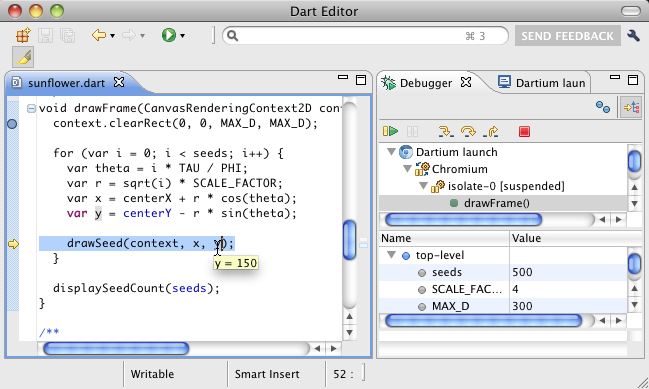 Dart Editor
⌘ 3
SEND FEEDBACK
sunflower.dart
void drawFrame(CanvasRenderingContext2D con
context.clearRect(0, 0, MAX_D, MAX_D);
for (var i = 0; i < seeds; i++) {
var theta = i * TAU / PHI;
var r = sqrt(i) * SCALE_FACTOR;
var x = centerX + r * cos(theta);
var y = centerY - r * sin(theta);
drawSeed(context, x, y);
y = 150
}
displaySeedCount(seeds);
}
/**
Debugger
Dartium laun
Dartium launch
Chromium
isolate-0 [suspended]
drawFrame()
Name Value
top-level
seeds 500
SCALE_FAC... 4
MAX_D 300
Writable
Smart Insert
52 :